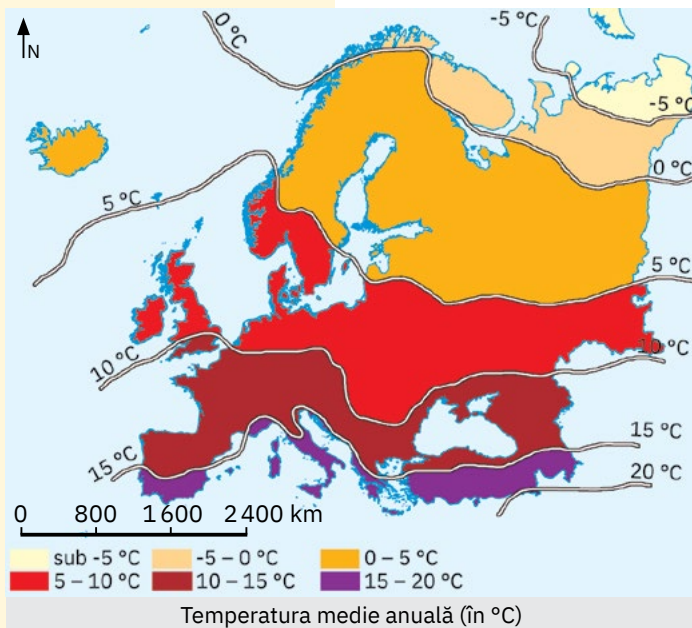 N
0 °C
-5 °C
-5 °C
0 °C
5 °C
5 °C
10 °C
10 °C
15 °C
15 °C
20 °C
0 800 1 600 2 400 km
sub -5 °C -5 – 0 °C 0 – 5 °C
5 – 10 °C 10 – 15 °C 15 – 20 °C
Temperatura medie anuală (în °C)